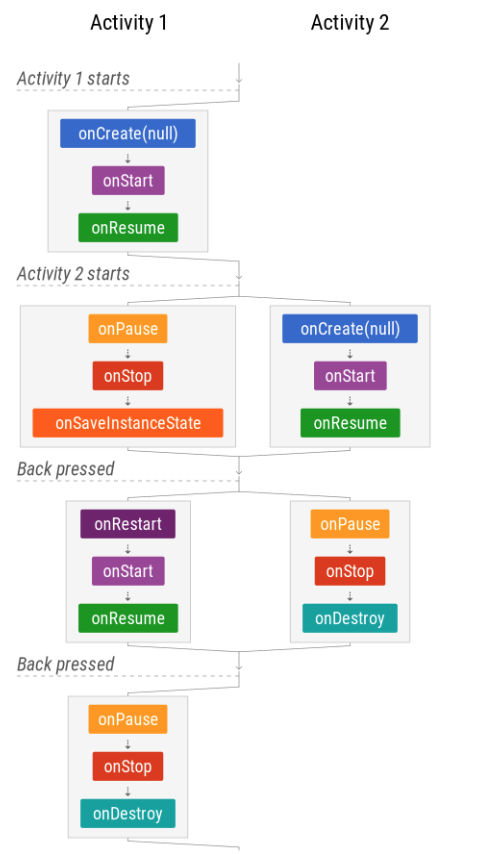 Activity 1
Activity 2
Activity 1 starts
onCreate(null)
onStart
onResume
Activity 2 starts
onPause
onStop
onSaveInstanceState
onCreate(null)
onStart
onResume
Back pressed
onRestart
onStart
onResume
onPause
onStop
onDestroy
Back pressed
onPause
onStop
onDestroy